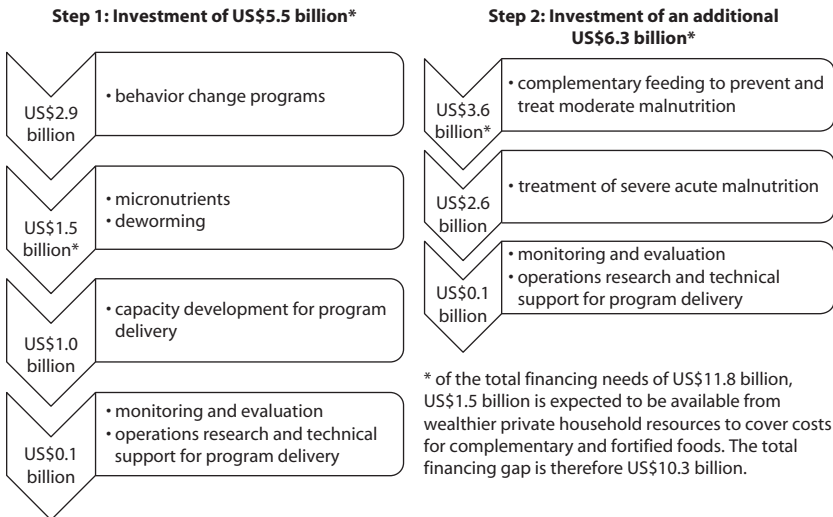 Step 1: Investment of US$5.5 billion*
US$2.9
billion
• behavior change programs
US$1.5
billion*
• micronutrients
• deworming
US$1.0
billion
• capacity development for program
delivery
US$0.1
billion
• monitoring and evaluation
• operations research and technical
support for program delivery
Step 2: Investment of an additional
US$6.3 billion*
US$3.6
billion*
• complementary feeding to prevent and
treat moderate malnutrition
US$2.6
billion
• treatment of severe acute malnutrition
US$0.1
billion
• monitoring and evaluation
• operations research and technical
support for program delivery
* of the total financing needs of US$11.8 billion,
US$1.5 billion is expected to be available from
wealthier private household resources to cover costs
for complementary and fortified foods. The total
financing gap is therefore US$10.3 billion.